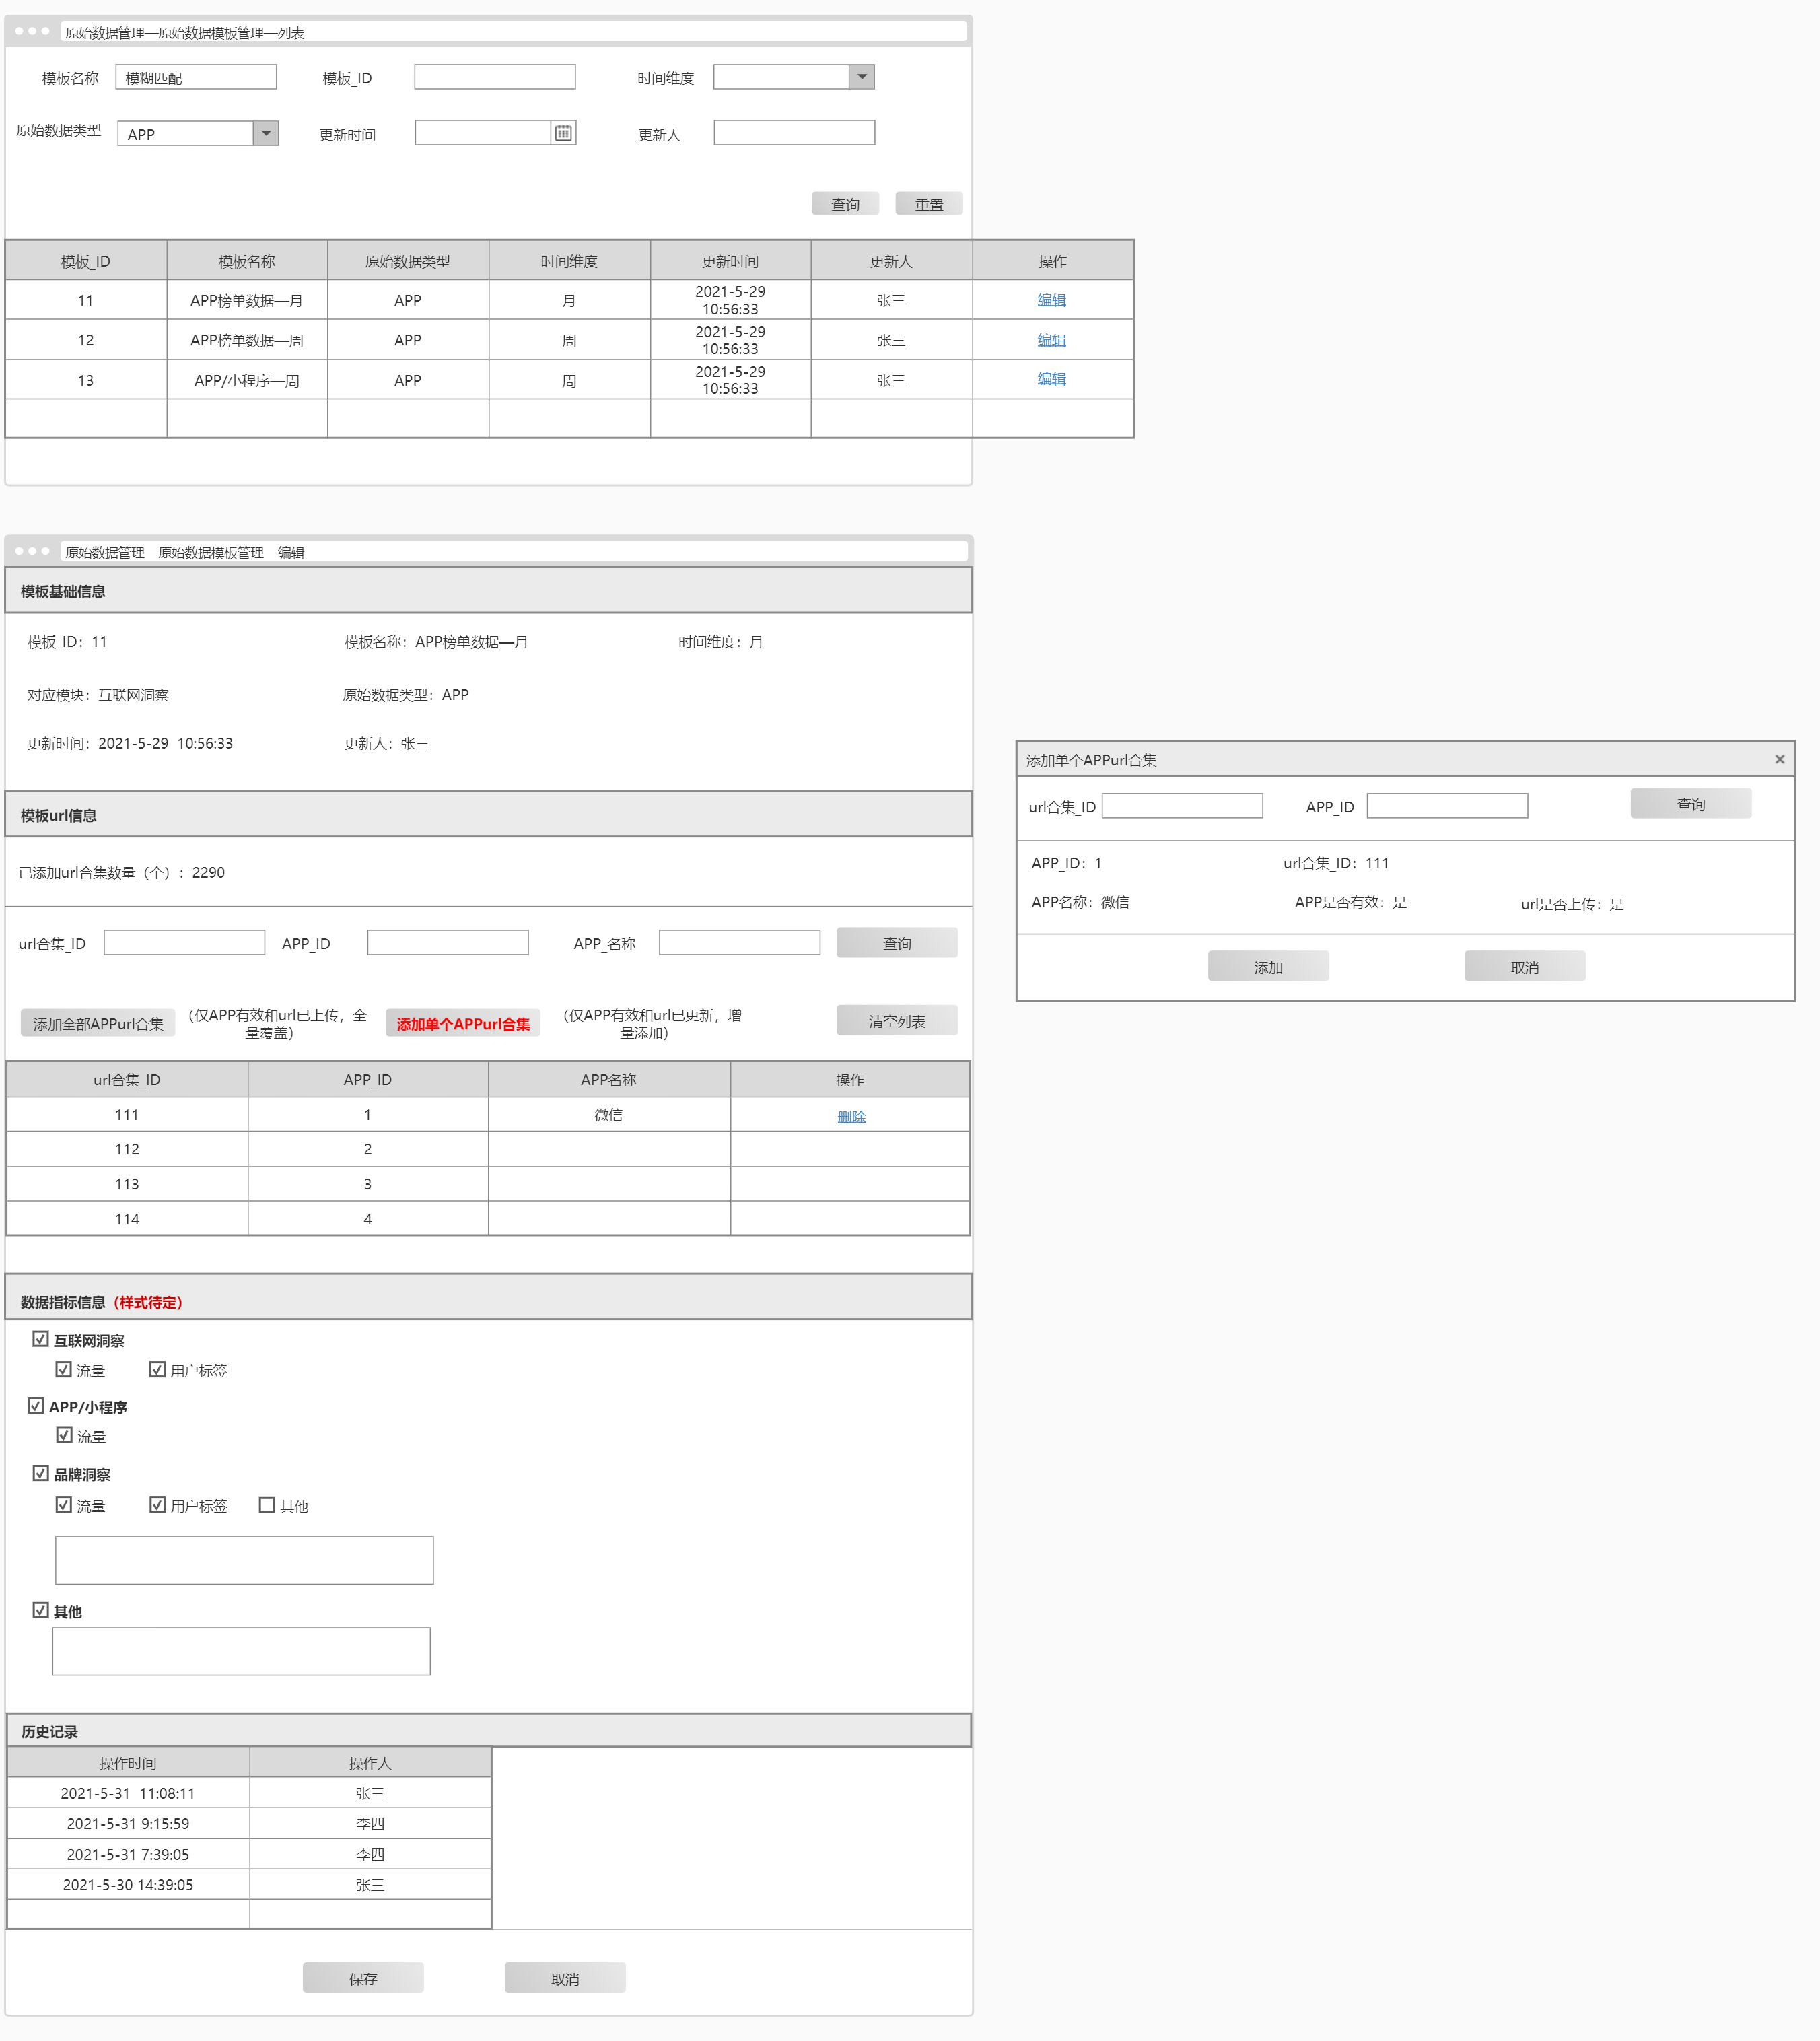 原始数据管理—原始数据模板管理—列表
模板名称 模糊匹配 模板_ID 时间维度
原始数据类型 APP 更新时间 更新人
查询 重置
模板_ID 模板名称 原始数据类型 时间维度 更新时间 更新人 操作
11 APP榜单数据—月 APP 月 2021-5-29 10:56:33 张三 编辑
12 APP榜单数据—周 APP 周 2021-5-29 10:56:33 张三 编辑
13 APP/小程序—周 APP 周 2021-5-29 10:56:33 张三 编辑
原始数据管理—原始数据模板管理—编辑
模板基础信息
模板_ID：11 模板名称：APP榜单数据—月 时间维度：月
对应模块：互联网洞察 原始数据类型：APP
更新时间：2021-5-29 10:56:33 更新人：张三
模板url信息
已添加url合集数量（个）：2290
url合集_ID APP_ID APP_名称 查询
添加全部APPurl合集 （仅APP有效和url已上传，全量覆盖） 添加单个APPurl合集 （仅APP有效和url已更新，增量添加） 清空列表
url合集_ID APP_ID APP名称 操作
111 1 微信 删除
112 2
113 3
114 4
数据指标信息（样式待定）
互联网洞察
流量 用户标签
APP/小程序
流量
品牌洞察
流量 用户标签 其他
其他
历史记录
操作时间 操作人
2021-5-31 11:08:11 张三
2021-5-31 9:15:59 李四
2021-5-31 7:39:05 李四
2021-5-30 14:39:05 张三
保存 取消
添加单个APPurl合集 ×
url合集_ID APP_ID 查询
APP_ID：1 url合集_ID：111
APP名称：微信 APP是否有效：是 url是否上传：是
添加 取消